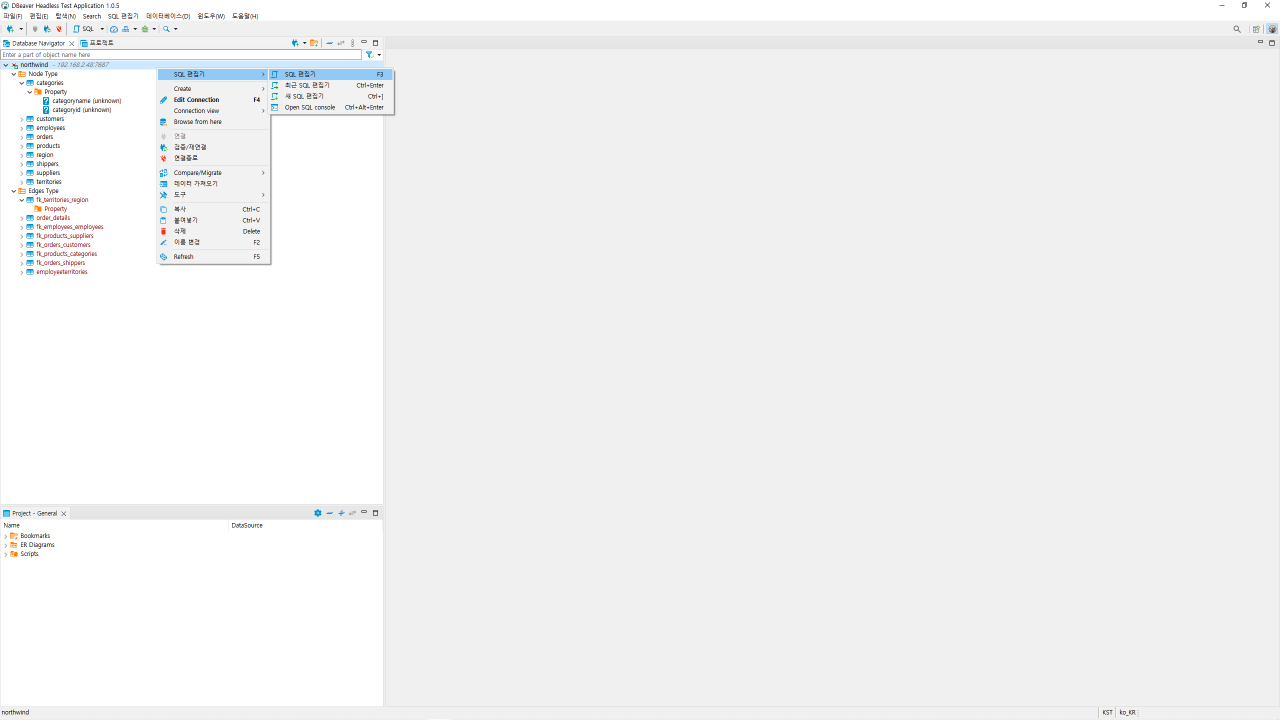 DBeaver Headless Test Application 1.0.5
파일(F) 편집(E) 탐색(N) Search SQL 편집기 데이터베이스(D) 윈도우(W) 도움말(H)
SQL
Database Navigator 프로젝트
Enter a part of object name here
northwind - 192.168.2.48:7687
Node Type
categories
Property
categoryname (unknown)
categoryid (unknown)
customers
employees
orders
products
region
shippers
suppliers
territories
Edges Type
fk_territories_region
Property
order_details
fk_employees_employees
fk_products_suppliers
fk_orders_customers
fk_products_categories
fk_orders_shippers
employeeterritories
SQL 편집기
Create
Edit Connection F4
Connection view
Browse from here
연결
검증/재연결
연결종료
Compare/Migrate
데이터 가져오기
도구
복사 Ctrl+C
붙여넣기 Ctrl+V
삭제 Delete
이름 변경 F2
Refresh F5
SQL 편집기 F3
최근 SQL 편집기 Ctrl+Enter
새 SQL 편집기 Ctrl+]
Open SQL console Ctrl+Alt+Enter
Project - General
Name DataSource
Bookmarks
ER Diagrams
Scripts
northwind KST ko_KR